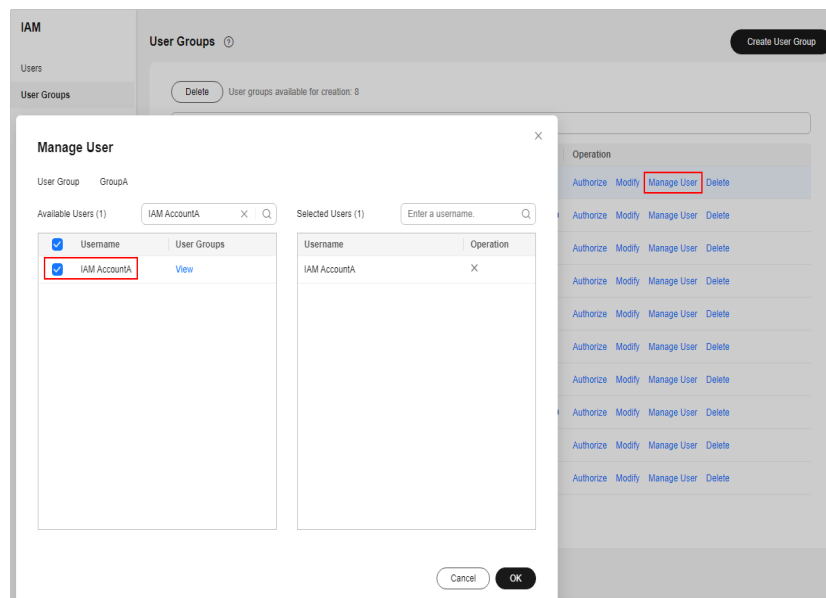 IAM
User Groups
Create User Group
Users
User Groups
Delete User groups available for creation: 8
Operation
Authorize Modify Manage User Delete
Authorize Modify Manage User Delete
Authorize Modify Manage User Delete
Authorize Modify Manage User Delete
Authorize Modify Manage User Delete
Authorize Modify Manage User Delete
Authorize Modify Manage User Delete
Authorize Modify Manage User Delete
Authorize Modify Manage User Delete
Authorize Modify Manage User Delete
Manage User
User Group GroupA
Available Users (1) IAM AccountA
Selected Users (1) Enter a username.
Username User Groups
IAM AccountA View
Username Operation
IAM AccountA
Cancel OK